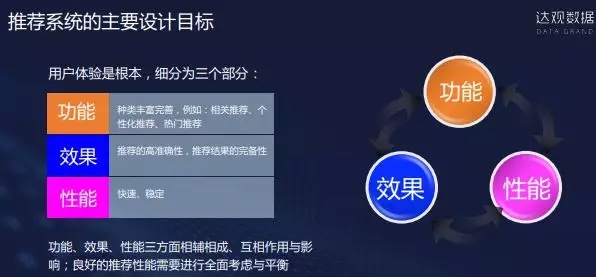 推荐系统的主要设计目标
达观数据
DATA GRAND
用户体验是根本，细分为三个部分：
功能
种类丰富完善，例如：相关推荐、个
性化推荐、热门推荐
效果
推荐的高准确性，推荐结果的完备性
性能
快速、稳定
功能、效果、性能三方面相辅相成、互相作用与影
响；良好的推荐性能需要进行全面考虑与平衡
功能
效果
性能